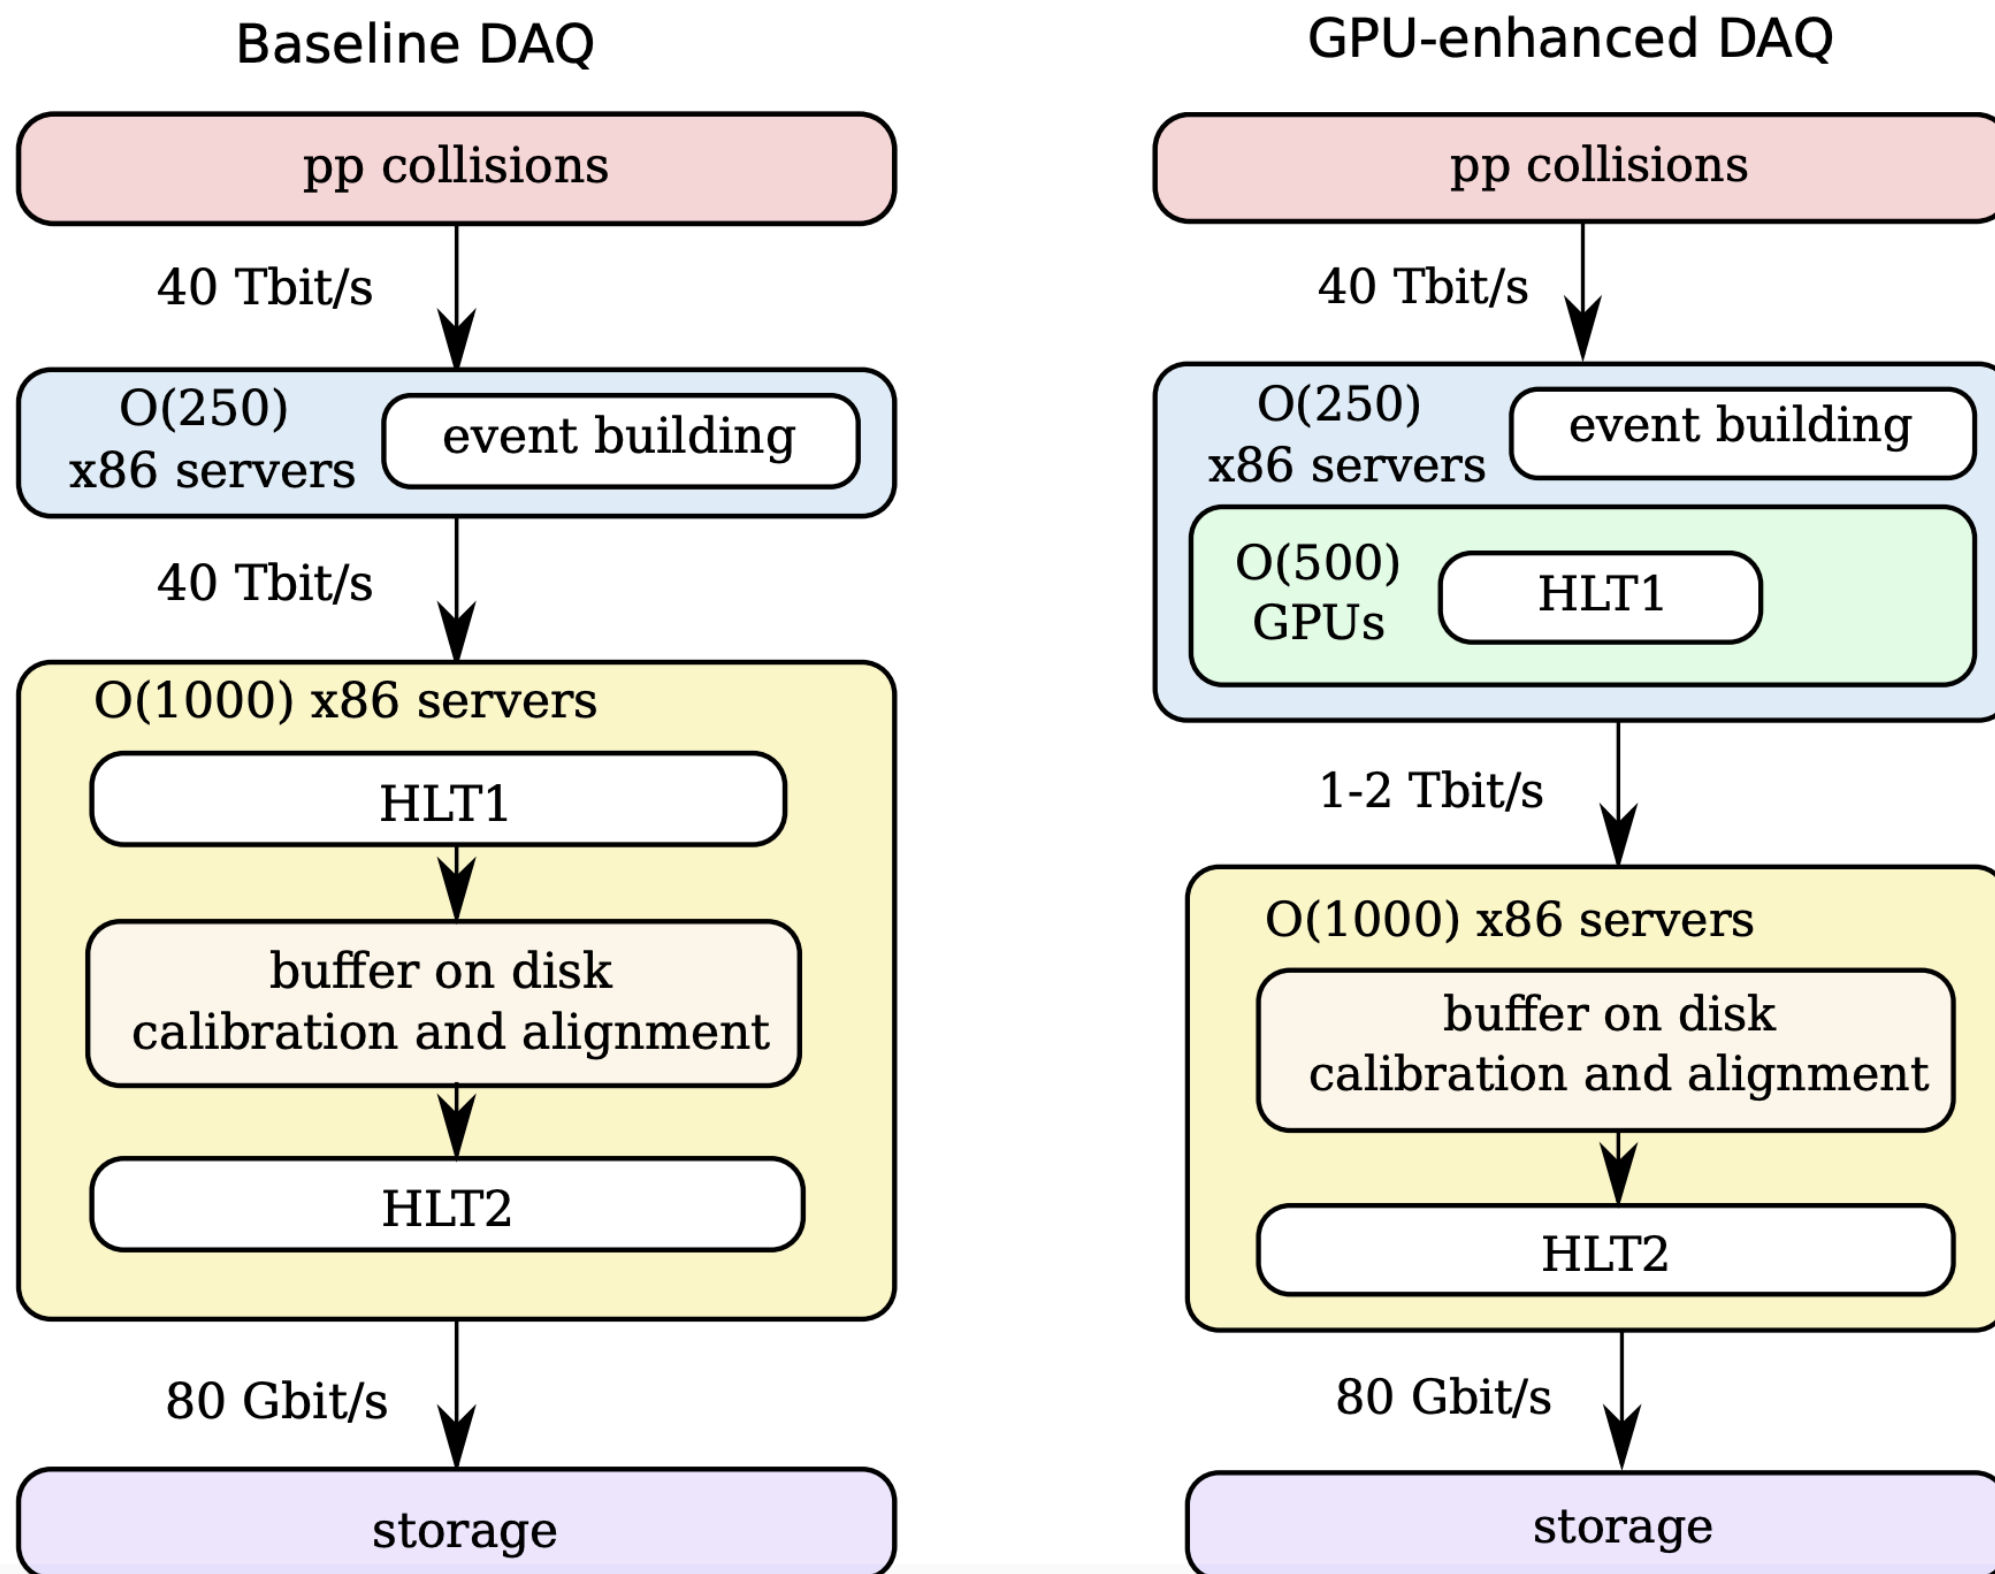 Baseline DAQ
pp collisions
40 Tbit/s
O(250)
x86 servers
event building
40 Tbit/s
O(1000) x86 servers
HLT1
buffer on disk
calibration and alignment
HLT2
80 Gbit/s
storage
GPU-enhanced DAQ
pp collisions
40 Tbit/s
O(250)
x86 servers
event building
O(500)
GPUs
HLT1
1-2 Tbit/s
O(1000) x86 servers
buffer on disk
calibration and alignment
HLT2
80 Gbit/s
storage